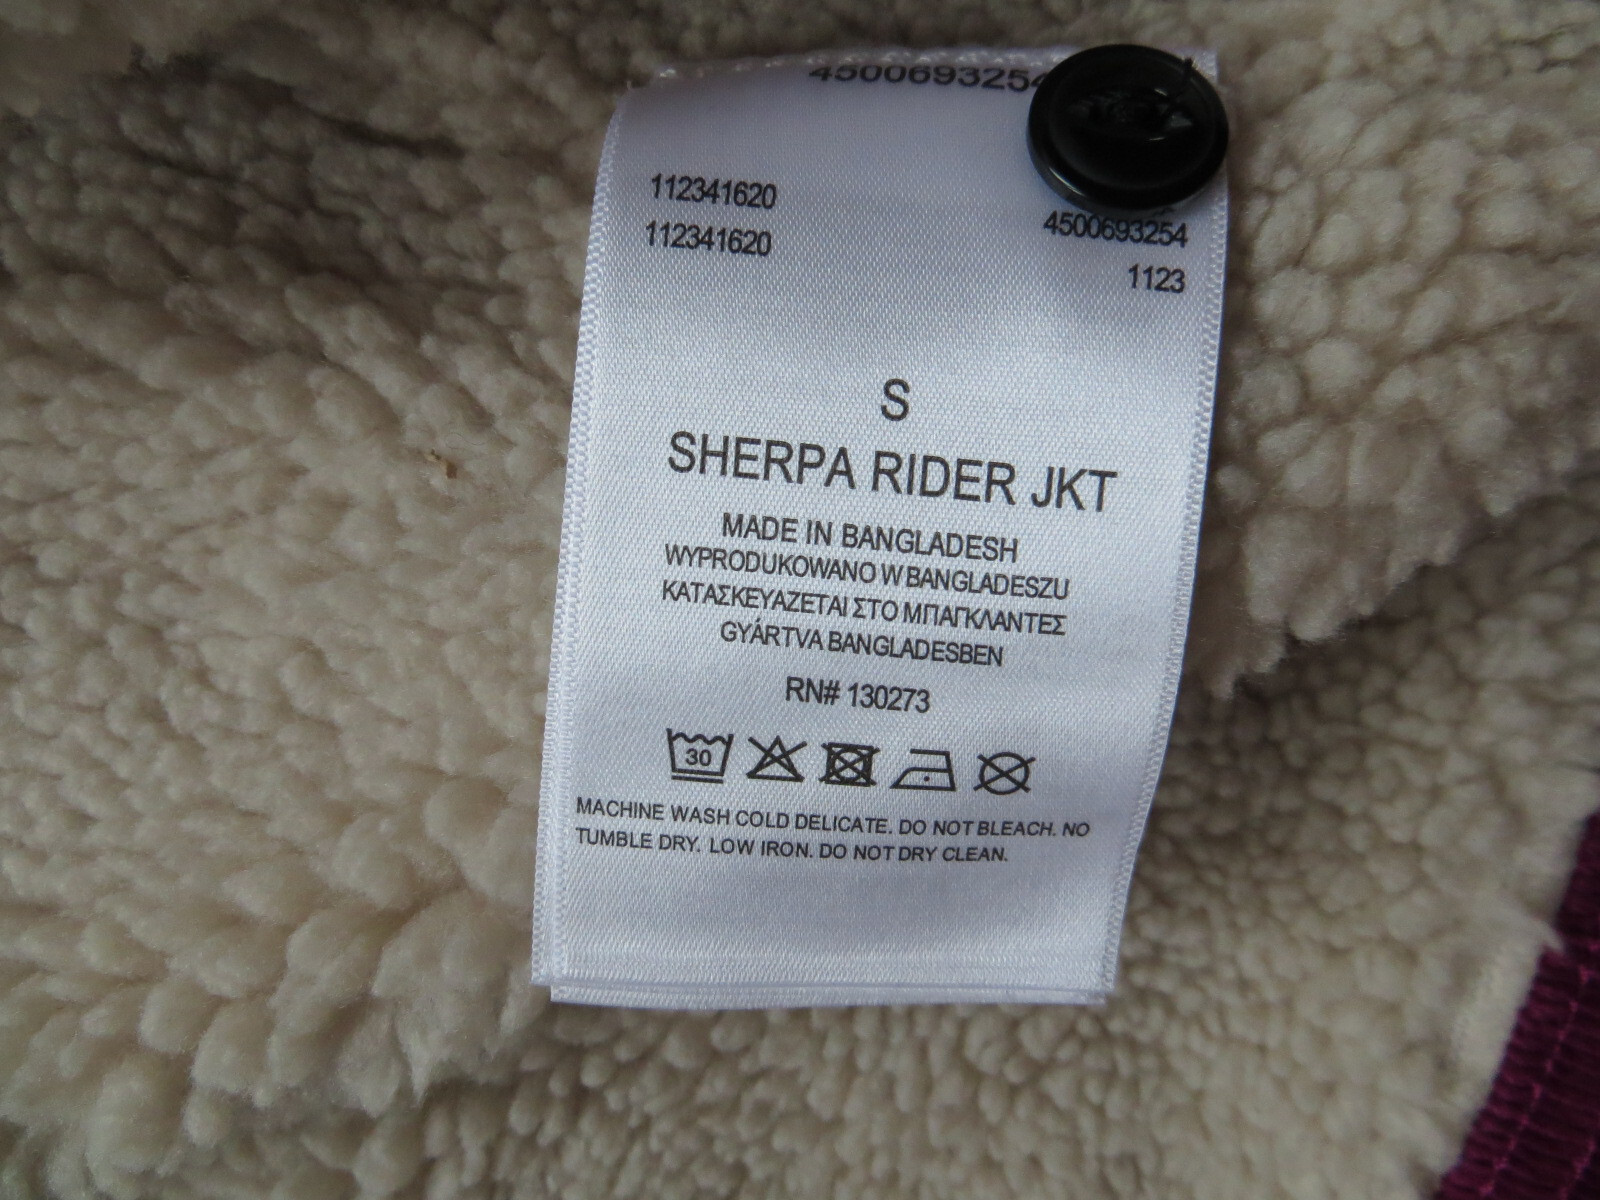 450069325
112341620
112341620
4500693254
1123
S
SHERPA RIDER JKT
MADE IN BANGLADESH
WYPRODUKOWANO W BANGLADESZU
ΚΑΤΑΣΚΕΥΑΖΕΤΑΙ ΣΤΟ ΜΠΑΓΚΛΑΝΤΕΣ
GYÁRTVA BANGLADESBEN
RN# 130273
30
MACHINE WASH COLD DELICATE. DO NOT BLEACH. NO
TUMBLE DRY. LOW IRON. DO NOT DRY CLEAN.